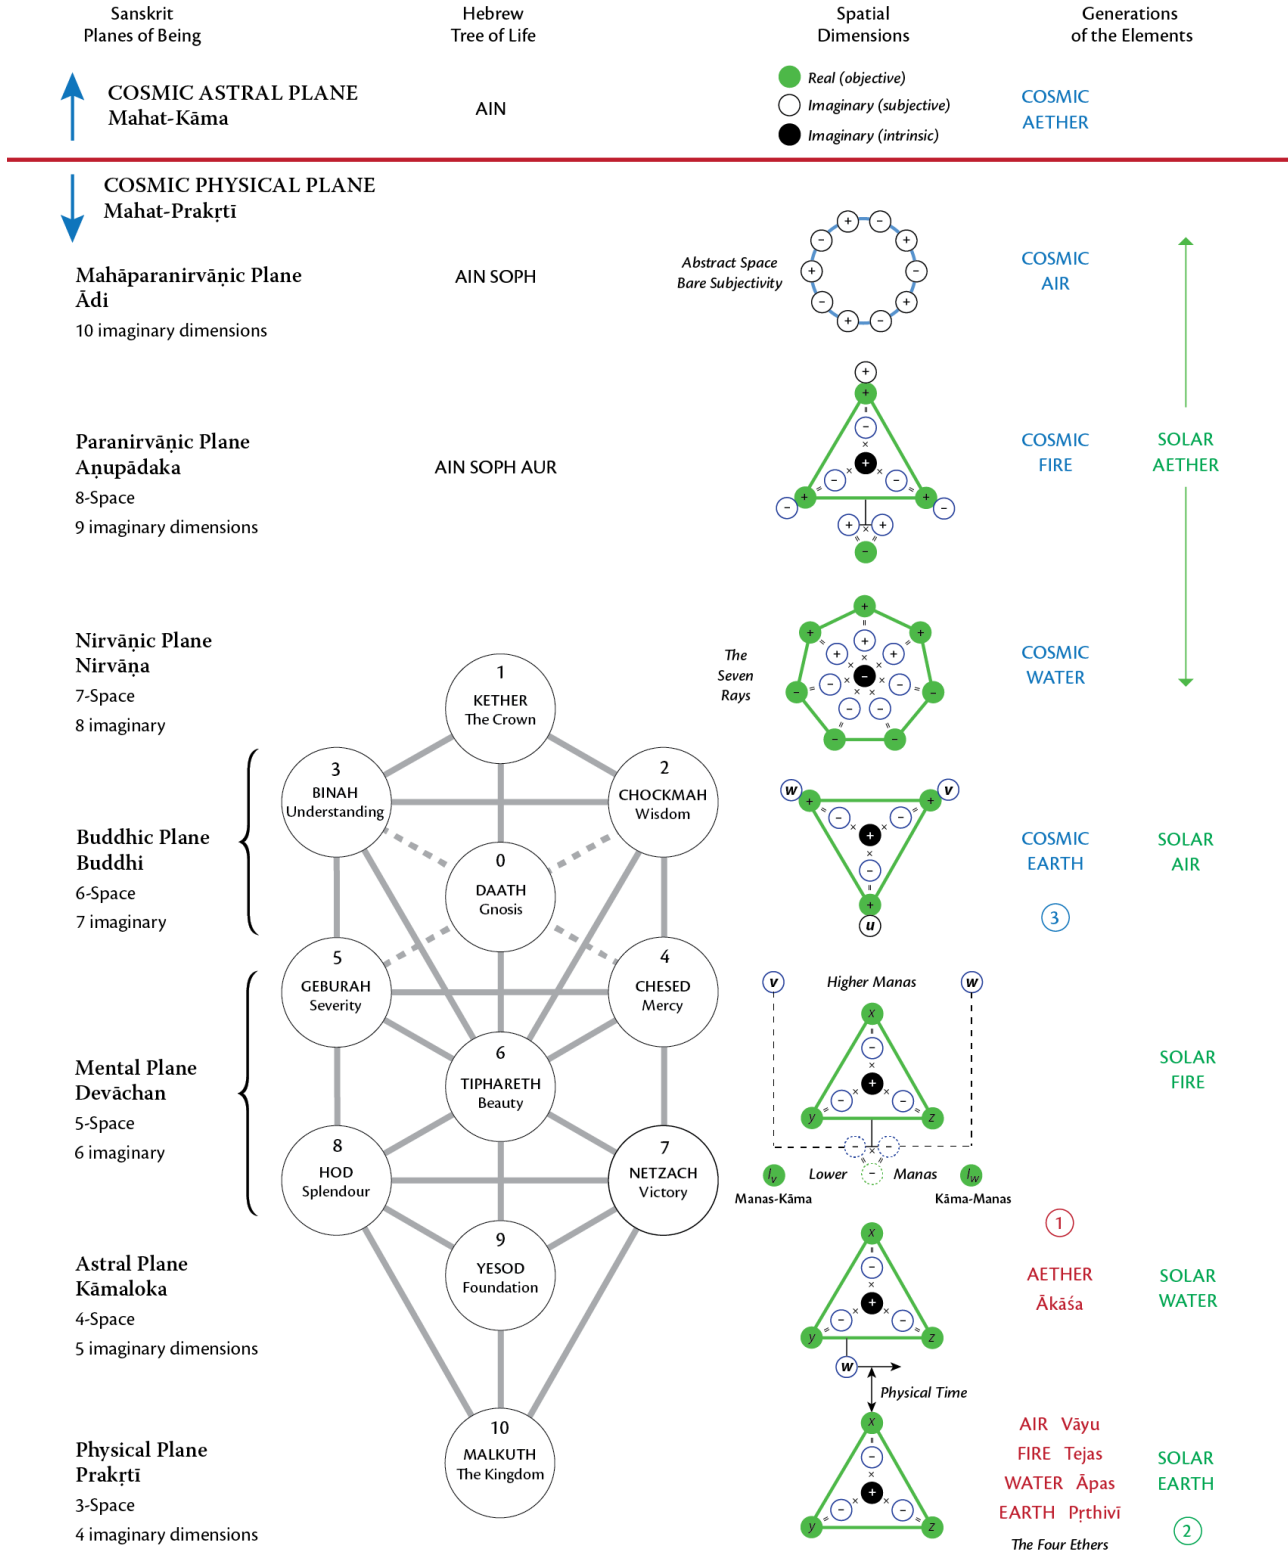 Sanskrit
Planes of Being
Hebrew
Tree of Life
Spatial
Dimensions
Generations
of the Elements
COSMIC ASTRAL PLANE
Mahat-Kāma
AIN
Real (objective)
Imaginary (subjective)
Imaginary (intrinsic)
COSMIC
AETHER
COSMIC PHYSICAL PLANE
Mahat-Prakṛtī
Mahāparanirvāṇic Plane
Ādi
10 imaginary dimensions
AIN SOPH
Abstract Space
Bare Subjectivity
+ −
− +
+ −
− +
+ −
COSMIC
AIR
Paranirvāṇic Plane
Aṇupādaka
8-Space
9 imaginary dimensions
AIN SOPH AUR
+
+
=
−
×
+
× ×
− −
= =
+ +
− −
+ × +
= =
−
COSMIC
FIRE
SOLAR
AETHER
Nirvāṇic Plane
Nirvāṇa
7-Space
8 imaginary
The
Seven
Rays
+
+ = +
= + =
+ × +
× − ×
− = − × × − = −
− −
= =
− −
COSMIC
WATER
1
KETHER
The Crown
3
BINAH
Understanding
2
CHOCKMAH
Wisdom
Buddhic Plane
Buddhi
6-Space
7 imaginary
0
DAATH
Gnosis
w v
+ +
= − − =
× + ×
×
−
=
+
u
COSMIC
EARTH
3
SOLAR
AIR
5
GEBURAH
Severity
4
CHESED
Mercy
Mental Plane
Devāchan
5-Space
6 imaginary
6
TIPHARETH
Beauty
v Higher Manas w
x
=
−
×
+
× ×
− −
y = = z
− × −
= =
Iv Lower − Manas Iw
Manas-Kāma Kāma-Manas
SOLAR
FIRE
8
HOD
Splendour
7
NETZACH
Victory
1
Astral Plane
Kāmaloka
4-Space
5 imaginary dimensions
9
YESOD
Foundation
x
=
−
×
+
× ×
− −
y = = z
w
Physical Time
AETHER
Ākāśa
SOLAR
WATER
Physical Plane
Prakṛtī
3-Space
4 imaginary dimensions
10
MALKUTH
The Kingdom
x
=
−
×
+
× ×
− −
y = = z
AIR Vāyu
FIRE Tejas
WATER Āpas
EARTH Pṛthivī
The Four Ethers
SOLAR
EARTH
2